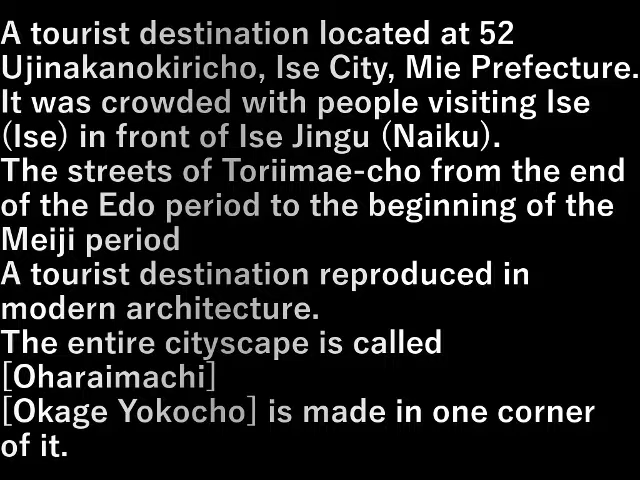 A tourist destination located at 52
Ujinakanokiricho, Ise City, Mie Prefecture.
It was crowded with people visiting Ise
(Ise) in front of Ise Jingu (Naiku).
The streets of Toriimae-cho from the end
of the Edo period to the beginning of the
Meiji period
A tourist destination reproduced in
modern architecture.
The entire cityscape is called
[Oharaimachi]
[Okage Yokocho] is made in one corner
of it.